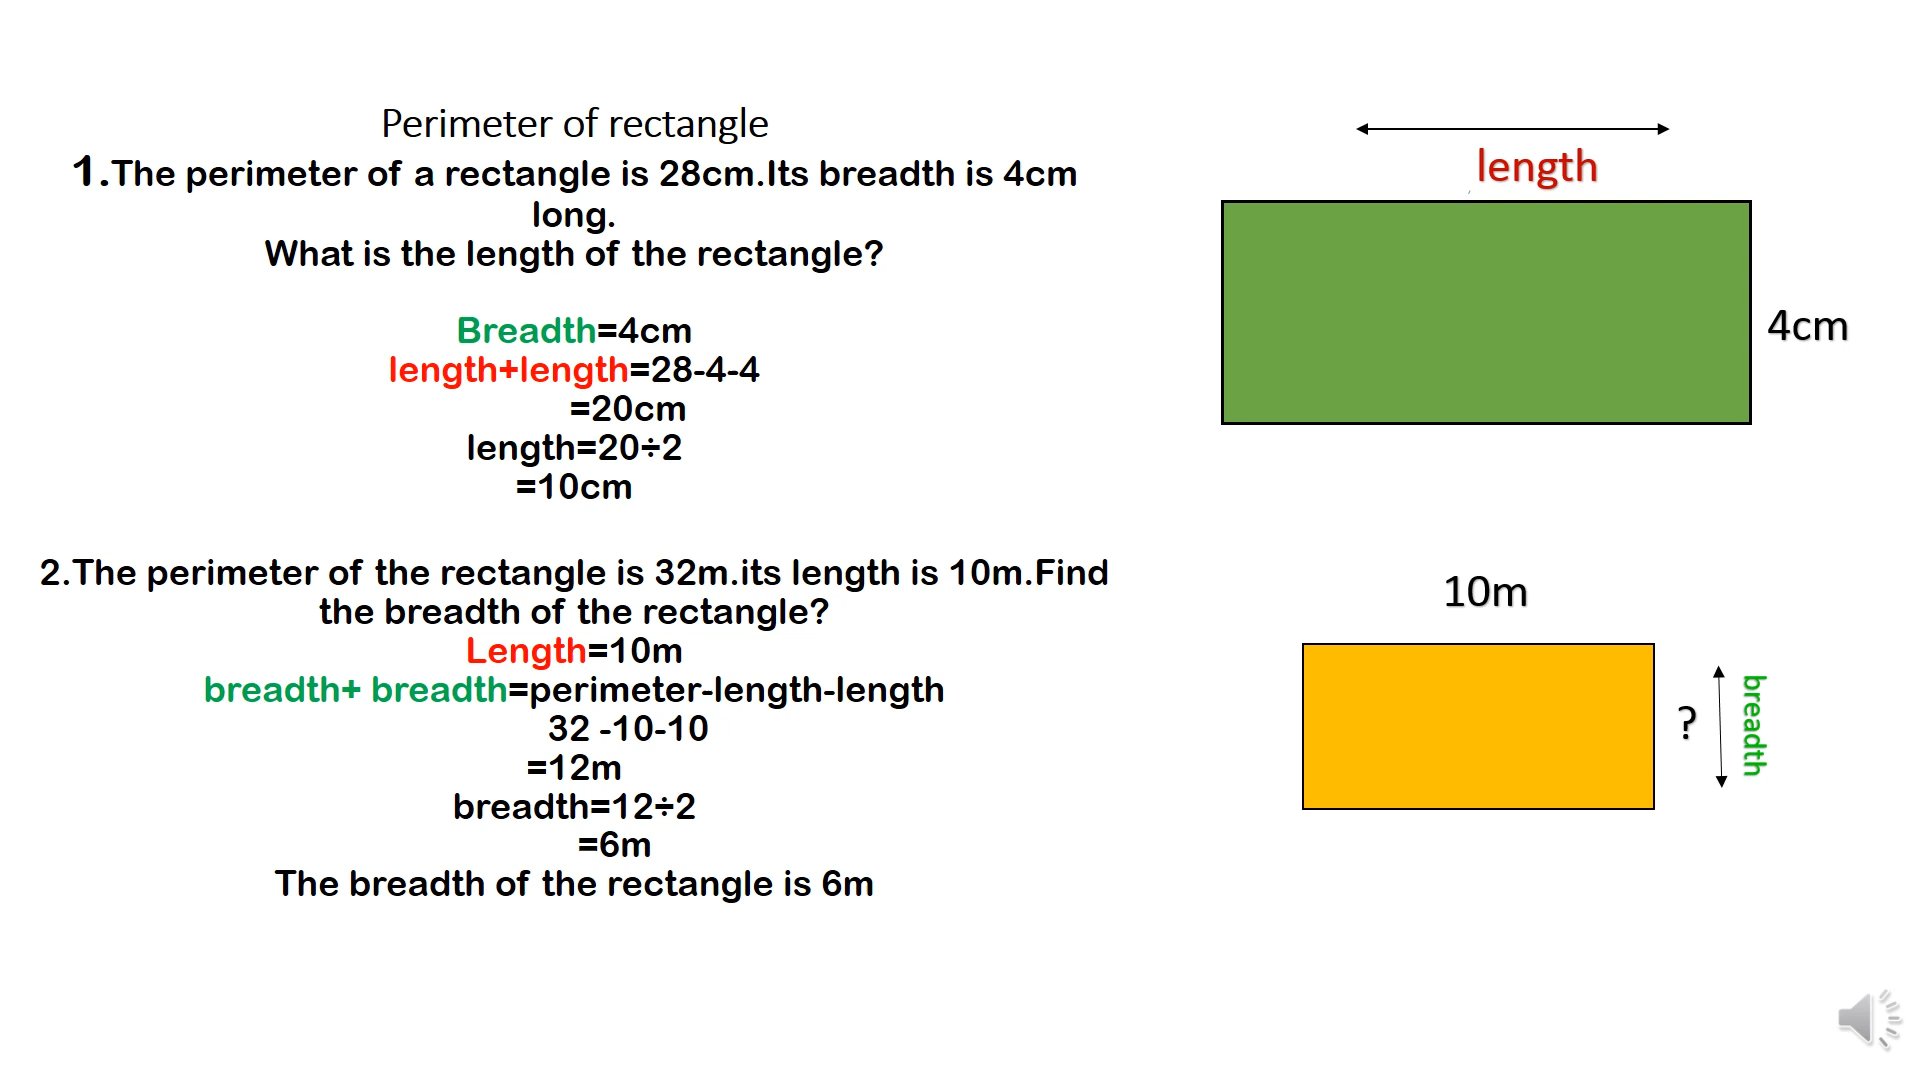 Perimeter of rectangle
1.The perimeter of a rectangle is 28cm.Its breadth is 4cm
long.
What is the length of the rectangle?
Breadth=4cm
length+length=28-4-4
=20cm
length=20÷2
=10cm
2.The perimeter of the rectangle is 32m.its length is 10m.Find
the breadth of the rectangle?
Length=10m
breadth+ breadth=perimeter-length-length
32 -10-10
=12m
breadth=12÷2
=6m
The breadth of the rectangle is 6m
length
4cm
10m
?
breadth